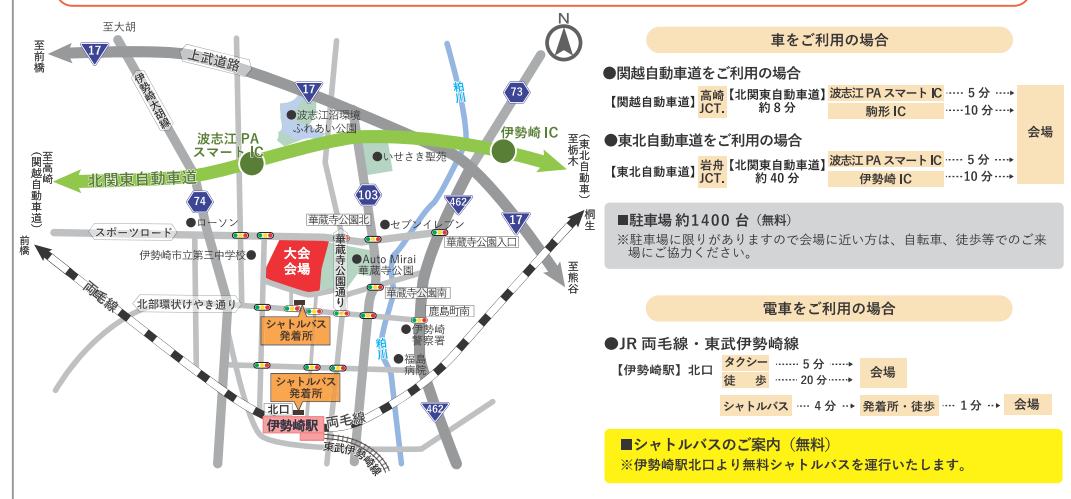 至大胡
N
17
至前橋
上武道路
伊勢崎大胡線
17
粕川
73
波志江沼環境
ふれあい公園
波志江 PA
スマート IC
伊勢崎 IC
いせさき聖苑
至栃木
（東北自動車）
至高崎
（関越自動車道）
北関東自動車道
74
103
462
17
ローソン
華蔵寺公園北
セブンイレブン
桐生
前橋
スポーツロード
華蔵寺公園入口
伊勢崎市立第三中学校
大会
会場
華蔵寺公園通り
Auto Mirai
華蔵寺公園
至熊谷
両毛線
北部環状けやき通り
華蔵寺公園南
鹿島町南
シャトルバス
発着所
伊勢崎
警察署
粕川
福島
病院
シャトルバス
発着所
462
北口
伊勢崎駅
両毛線
東武伊勢崎線
車をご利用の場合
●関越自動車道をご利用の場合
【関越自動車道】 高崎JCT. 【北関東自動車道】約 8 分 波志江 PA スマート IC 5 分
駒形 IC 10 分
会場
●東北自動車道をご利用の場合
【東北自動車道】 岩舟JCT. 【北関東自動車道】約 40 分 波志江 PA スマート IC 5 分
伊勢崎 IC 10 分
■駐車場 約1400 台（無料）
※駐車場に限りがありますので会場に近い方は、自転車、徒歩等でのご来
場にご協力ください。
電車をご利用の場合
●JR 両毛線・東武伊勢崎線
【伊勢崎駅】北口 タクシー 5 分 会場
徒　歩 20 分
シャトルバス 4 分 発着所・徒歩 1 分 会場
■シャトルバスのご案内（無料）
※伊勢崎駅北口より無料シャトルバスを運行いたします。